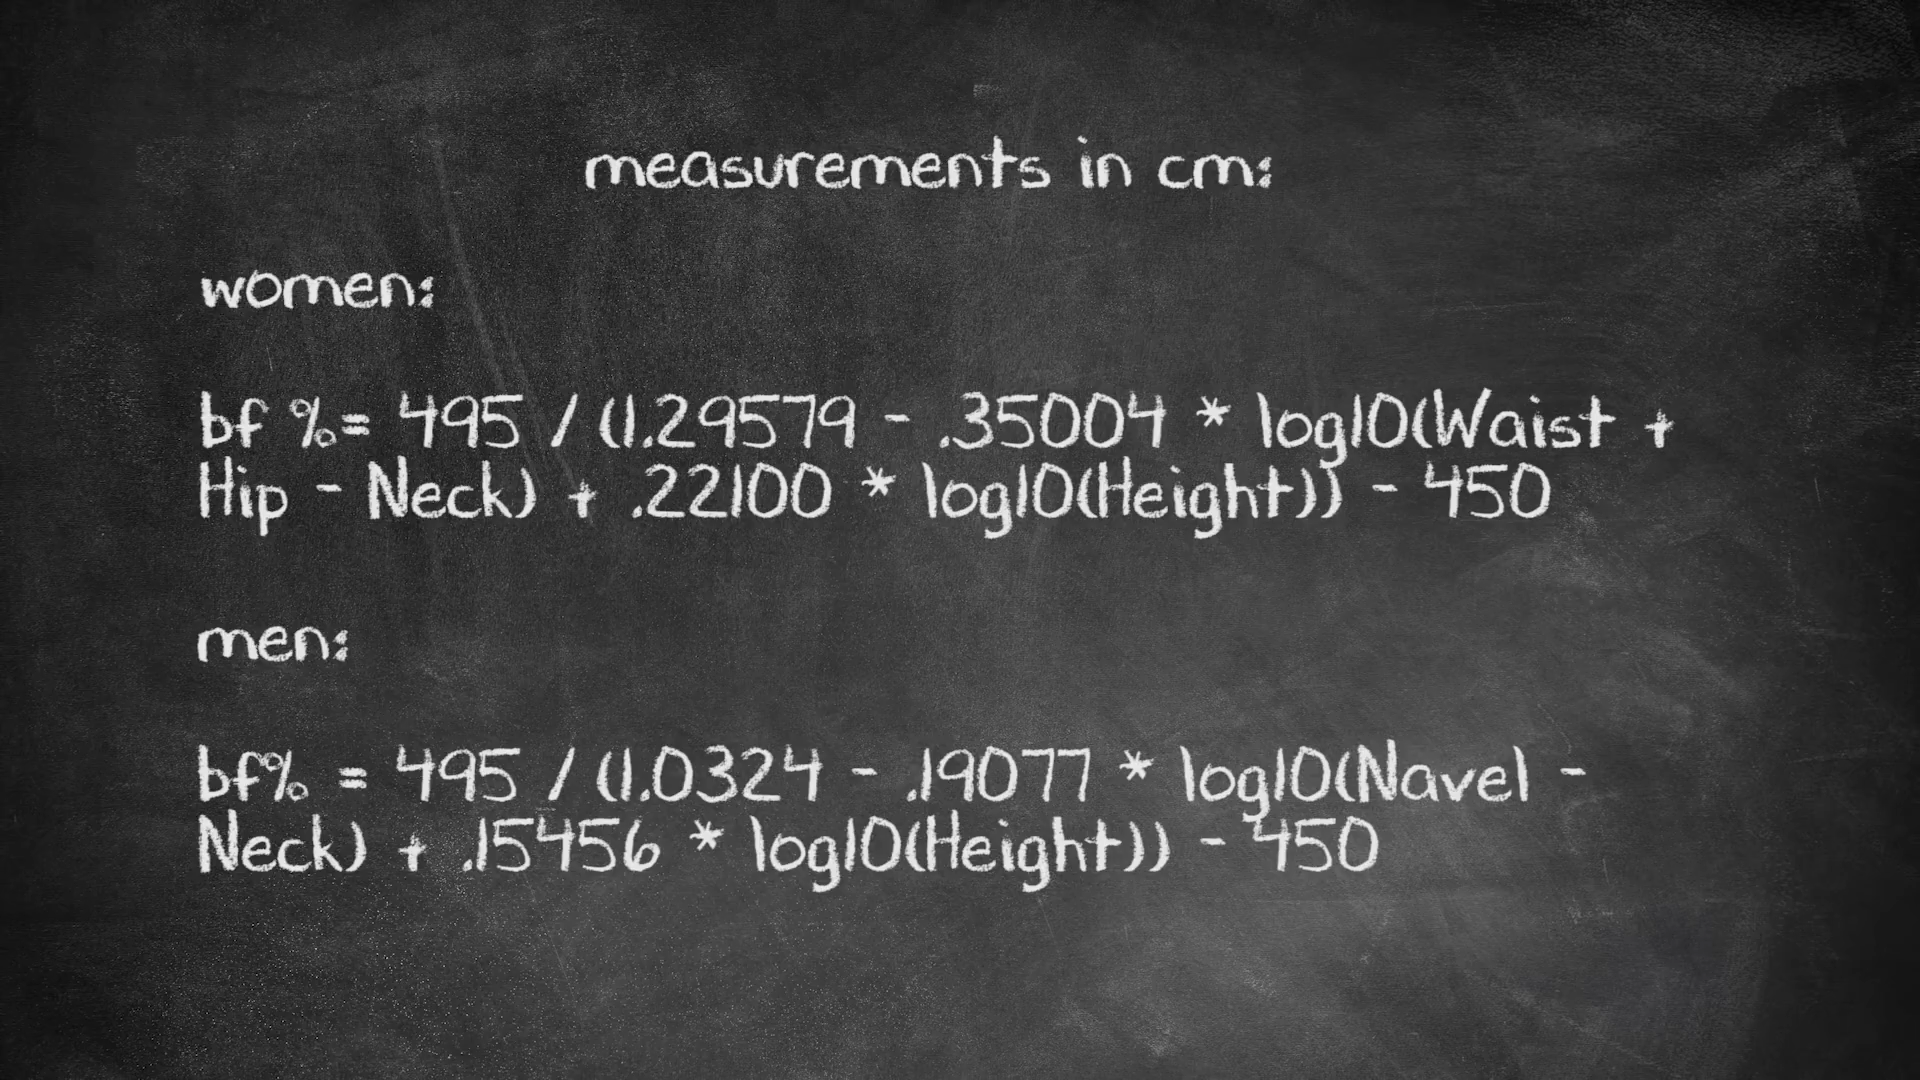 measurements in cm:
women:
bf %= 495 / (1.29579 - .35004 * log10(Waist +
Hip - Neck) + .22100 * log10(Height)) - 450
men:
bf% = 495 / (1.0324 - .19077 * log10(Navel -
Neck) + .15456 * log10(Height)) - 450